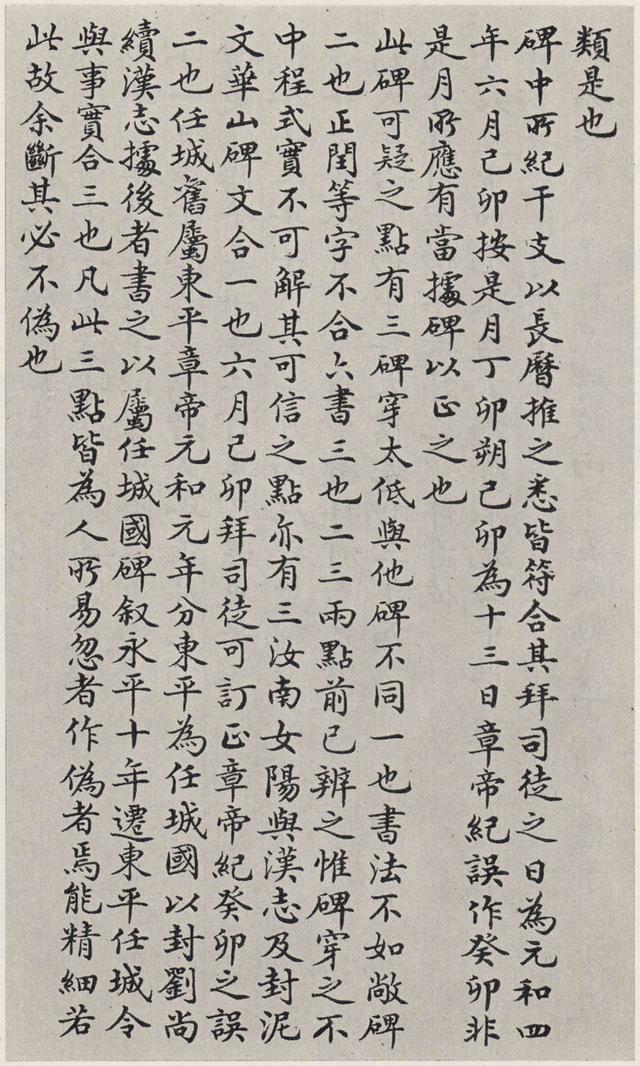 類是也
碑中所紀干支以長曆推之悉皆符合其拜司徒之日為元和四
年六月己卯按是月丁卯朔己卯為十三日章帝紀誤作癸卯非
是月所應有當據碑以正之也
此碑可疑之點有三碑穿太低與他碑不同一也書法不如敞碑
二也正閏等字不合六書三也二三兩點前已辨之惟碑穿之不
中程式實不可解其可信之點亦有三汝南女陽與漢志及封泥
文華山碑文合一也六月己卯拜司徒可訂正章帝紀癸卯之誤
二也任城舊屬東平章帝元和元年分東平為任城國以封劉尚
續漢志據後者書之以屬任城國碑叙永平十年遷東平任城令
與事實合三也凡此三點皆為人所易忽者作偽者焉能精細若
此故余斷其必不偽也